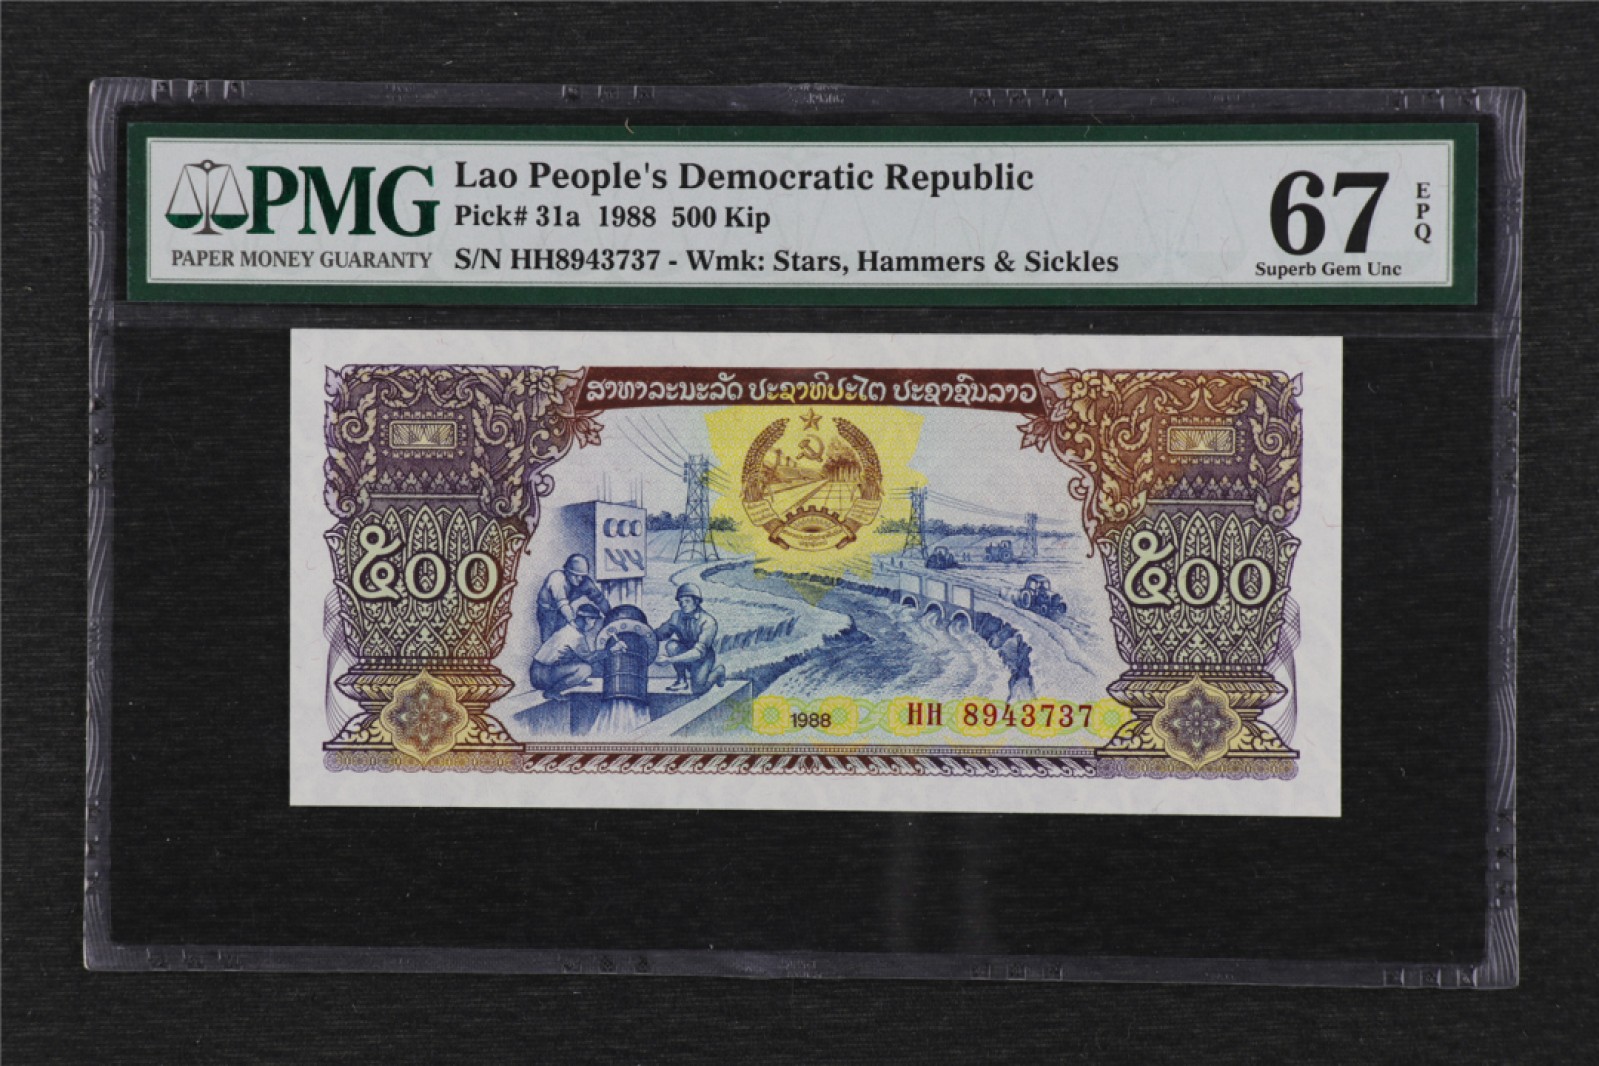 PMG
PAPER MONEY GUARANTY
Lao People's Democratic Republic
Pick# 31a 1988 500 Kip
S/N HH8943737 - Wmk: Stars, Hammers & Sickles
67
EPQ
Superb Gem Unc
ສາທາລະນະລັດ ປະຊາທິປະໄຕ ປະຊາຊົນລາວ
໕໐໐
໕໐໐
1988
HH 8943737